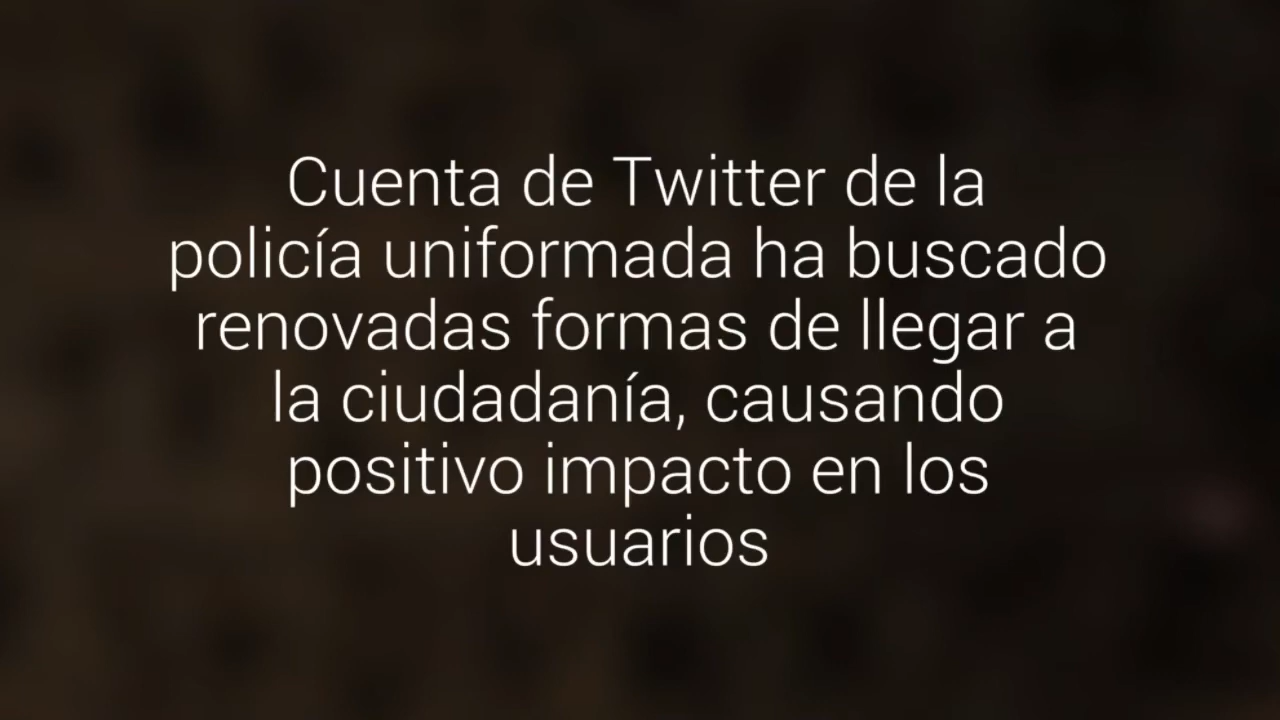 Cuenta de Twitter de la
policía uniformada ha buscado
renovadas formas de llegar a
la ciudadanía, causando
positivo impacto en los
usuarios